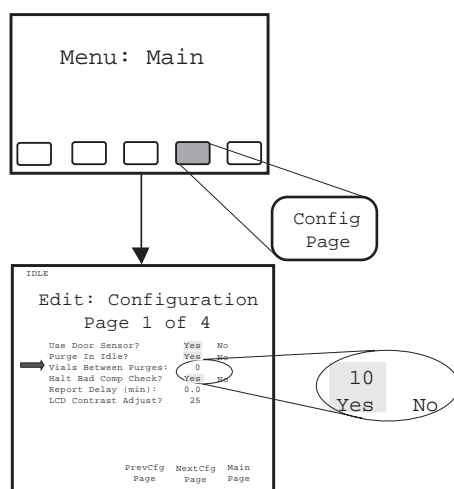 Menu: Main
Config
Page
IDLE
Edit: Configuration
Page 1 of 4
Use Door Sensor? Yes No
Purge In Idle? Yes No
Vials Between Purges: 0
Halt Bad Comp Check? Yes No
Report Delay (min): 0.0
LCD Contrast Adjust? 25
10
Yes No
PrevCfg NextCfg Main
Page Page Page